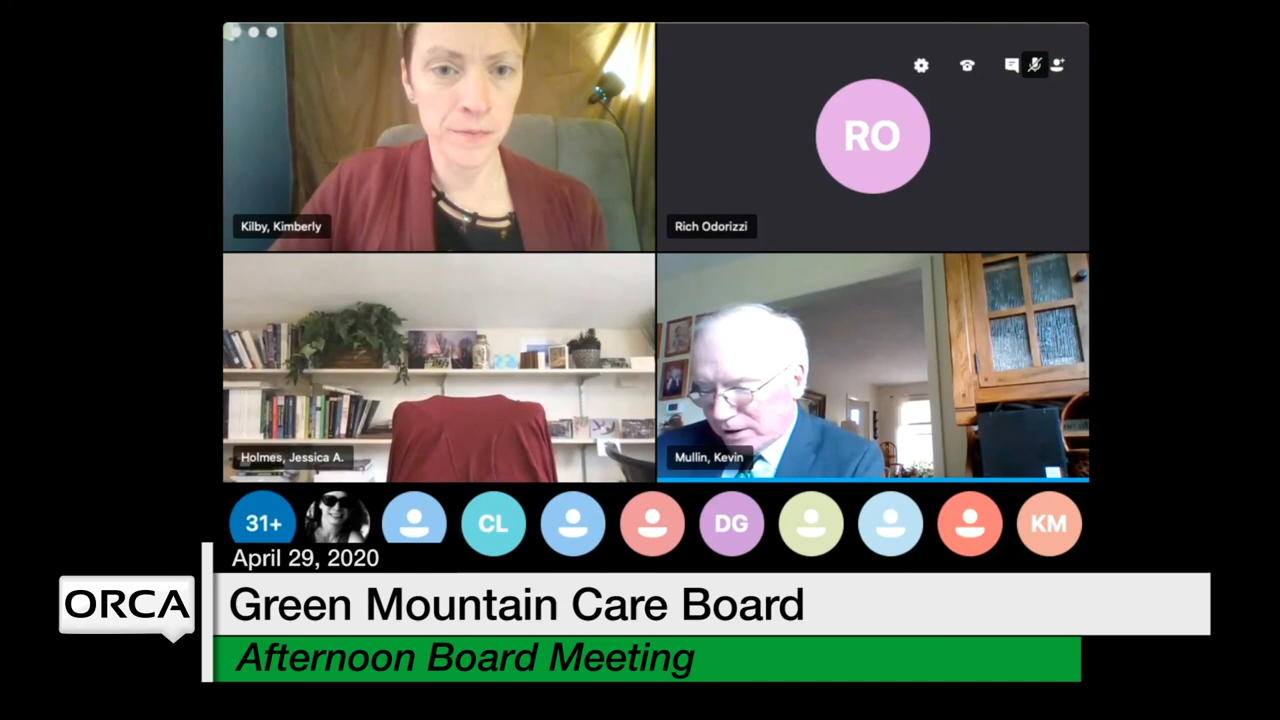 RO
Kilby, Kimberly
Rich Odorizzi
Holmes, Jessica A.
Mullin, Kevin
31+
CL
DG
KM
April 29, 2020
ORCA
Green Mountain Care Board
Afternoon Board Meeting